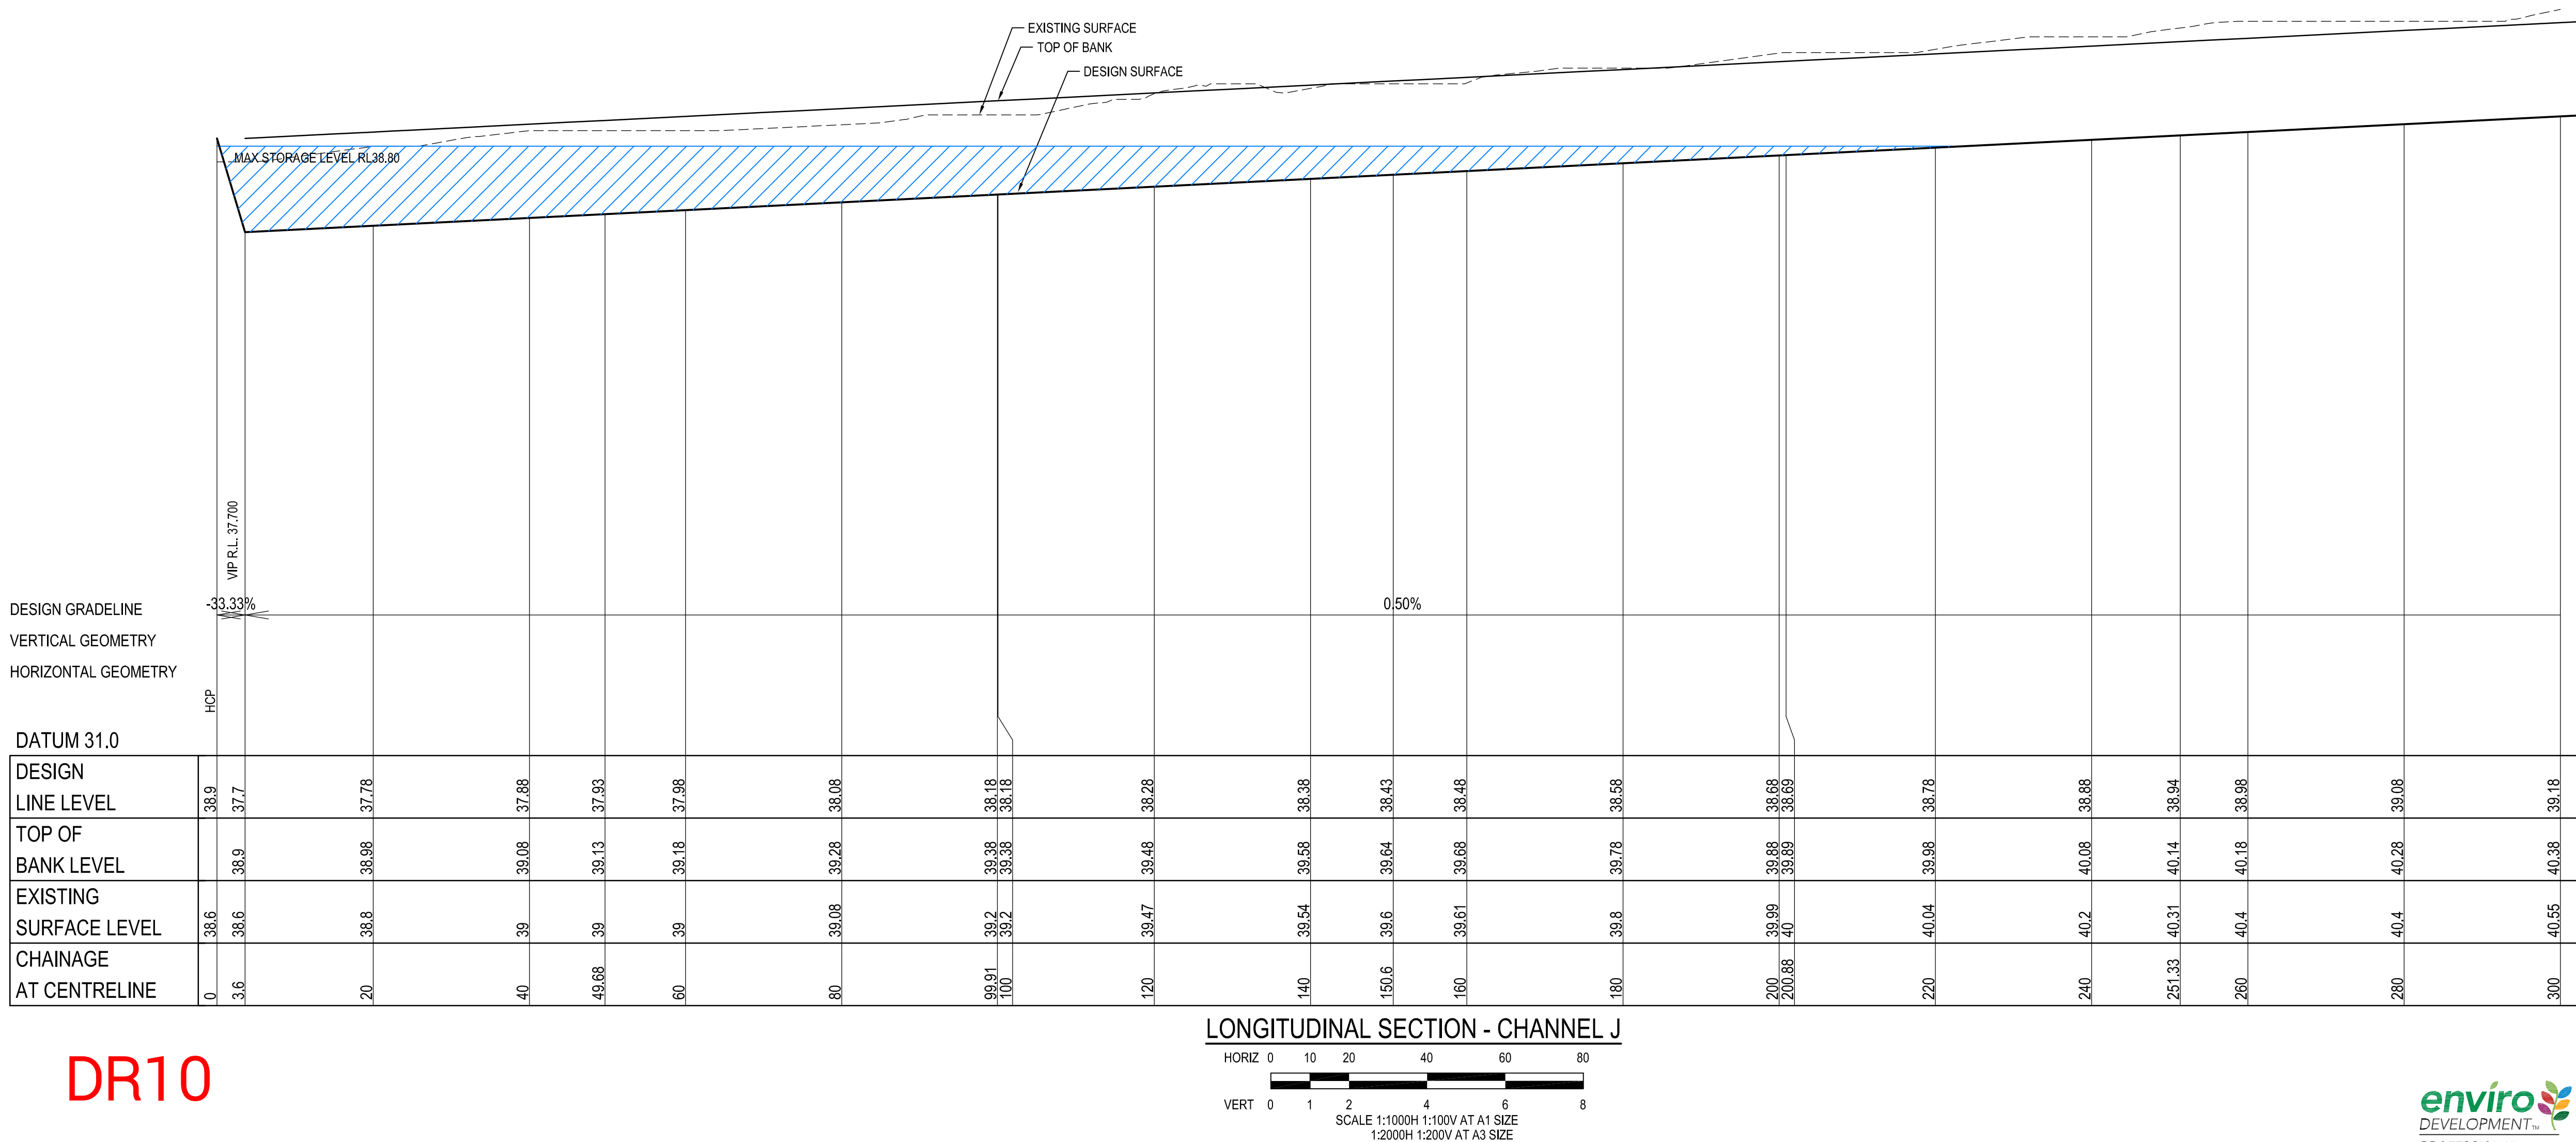 EXISTING SURFACE
TOP OF BANK
DESIGN SURFACE
MAX STORAGE LEVEL RL38.80
VIP R.L. 37.700
DESIGN GRADELINE
-33.33%
0.50%
VERTICAL GEOMETRY
HORIZONTAL GEOMETRY
HCP
DATUM 31.0
DESIGN
LINE LEVEL
38.9 37.7 37.78 37.88 37.93 37.98 38.08 38.18 38.18 38.28 38.38 38.43 38.48 38.58 38.68 38.69 38.78 38.88 38.94 38.98 39.08 39.18
TOP OF
BANK LEVEL
38.9 38.98 39.08 39.13 39.18 39.28 39.38 39.38 39.48 39.58 39.64 39.68 39.78 39.88 39.89 39.98 40.08 40.14 40.18 40.28 40.38
EXISTING
SURFACE LEVEL
38.6 38.6 38.8 39 39 39 39.08 39.2 39.2 39.47 39.54 39.6 39.61 39.8 39.99 40 40.04 40.2 40.31 40.4 40.4 40.55
CHAINAGE
AT CENTRELINE
0 3.6 20 40 49.68 60 80 99.91 100 120 140 150.6 160 180 200 200.88 220 240 251.33 260 280 300
LONGITUDINAL SECTION - CHANNEL J
HORIZ 0 10 20 40 60 80
VERT 0 1 2 4 6 8
SCALE 1:1000H 1:100V AT A1 SIZE
1:2000H 1:200V AT A3 SIZE
DR10
enviro
DEVELOPMENT™